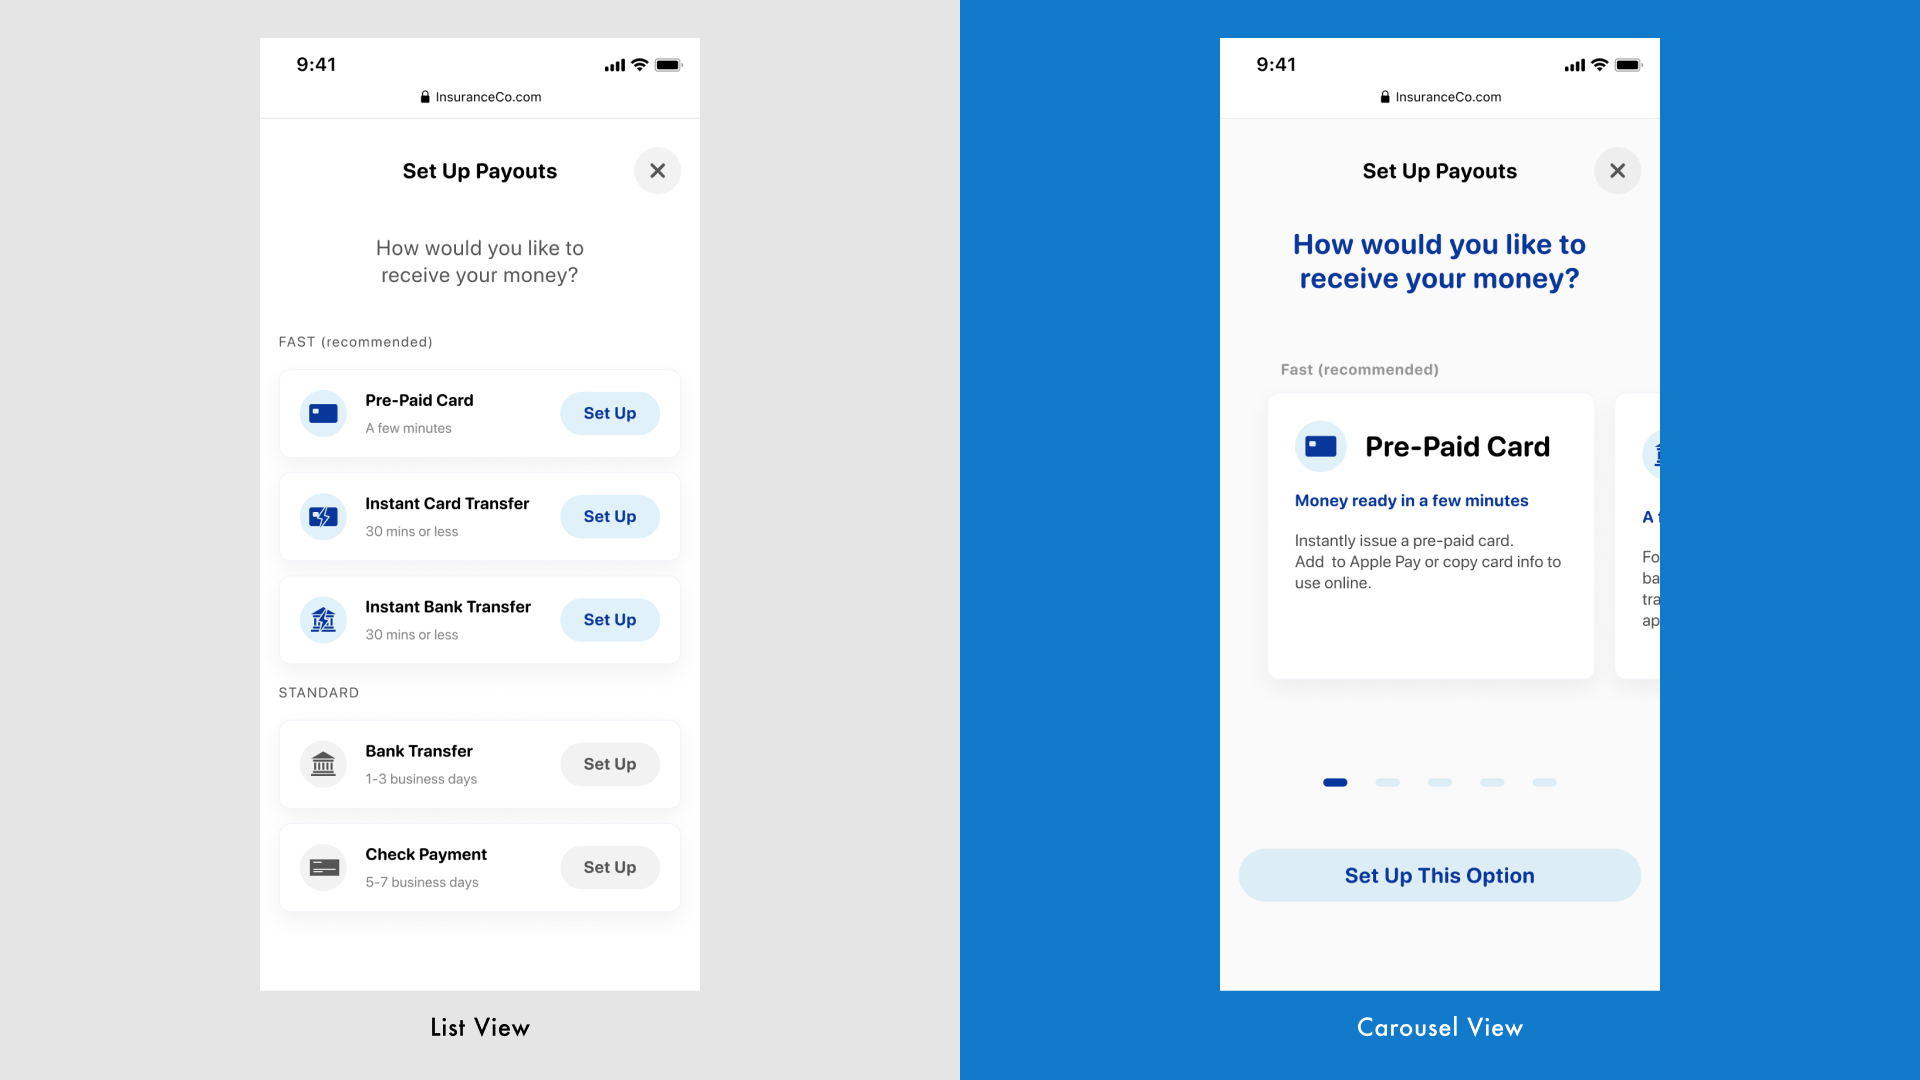 9:41
InsuranceCo.com
Set Up Payouts
How would you like to
receive your money?
FAST (recommended)
Pre-Paid Card
A few minutes
Set Up
Instant Card Transfer
30 mins or less
Set Up
Instant Bank Transfer
30 mins or less
Set Up
STANDARD
Bank Transfer
1-3 business days
Set Up
Check Payment
5-7 business days
Set Up
List View
9:41
InsuranceCo.com
Set Up Payouts
How would you like to
receive your money?
Fast (recommended)
Pre-Paid Card
Money ready in a few minutes
Instantly issue a pre-paid card.
Add  to Apple Pay or copy card info to
use online.
A
Fo
ba
tra
ap
Set Up This Option
Carousel View